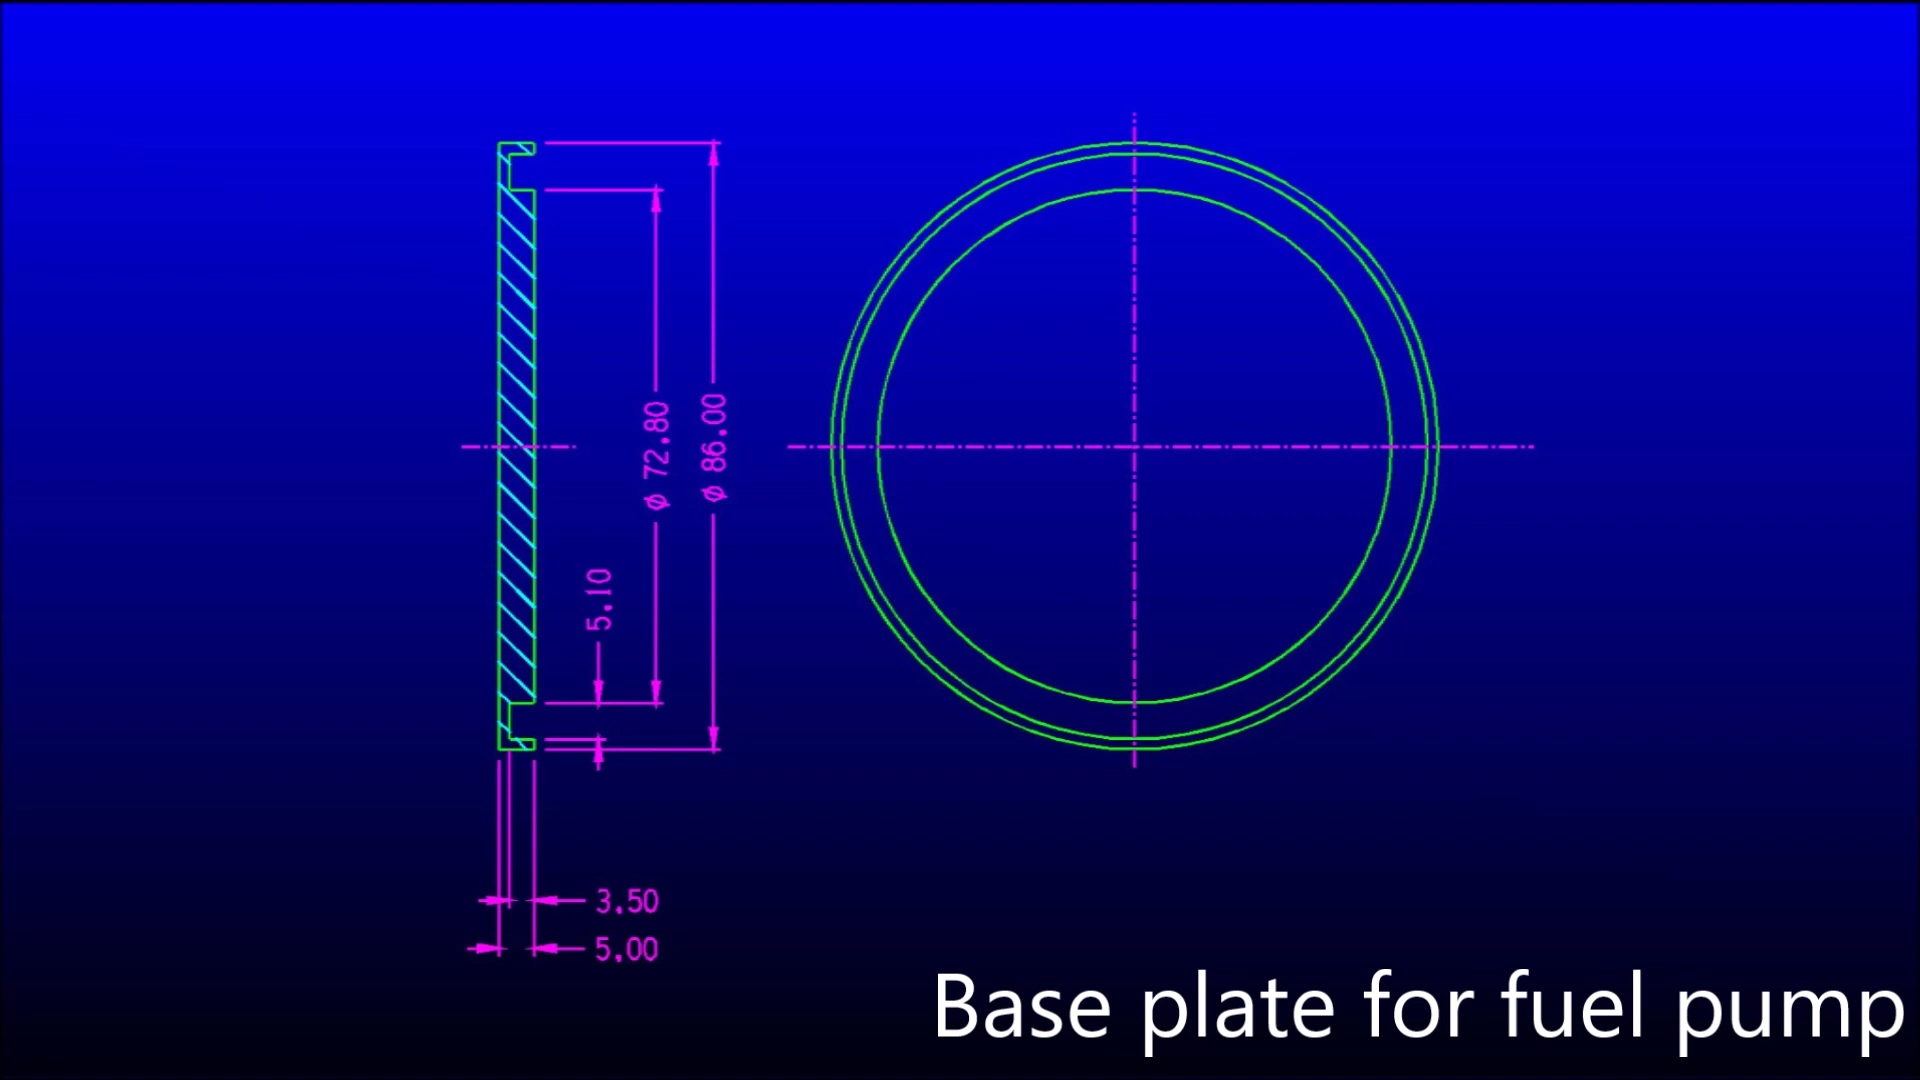 ϕ 72.80
ϕ 86.00
5.10
3.50
5.00
Base plate for fuel pump